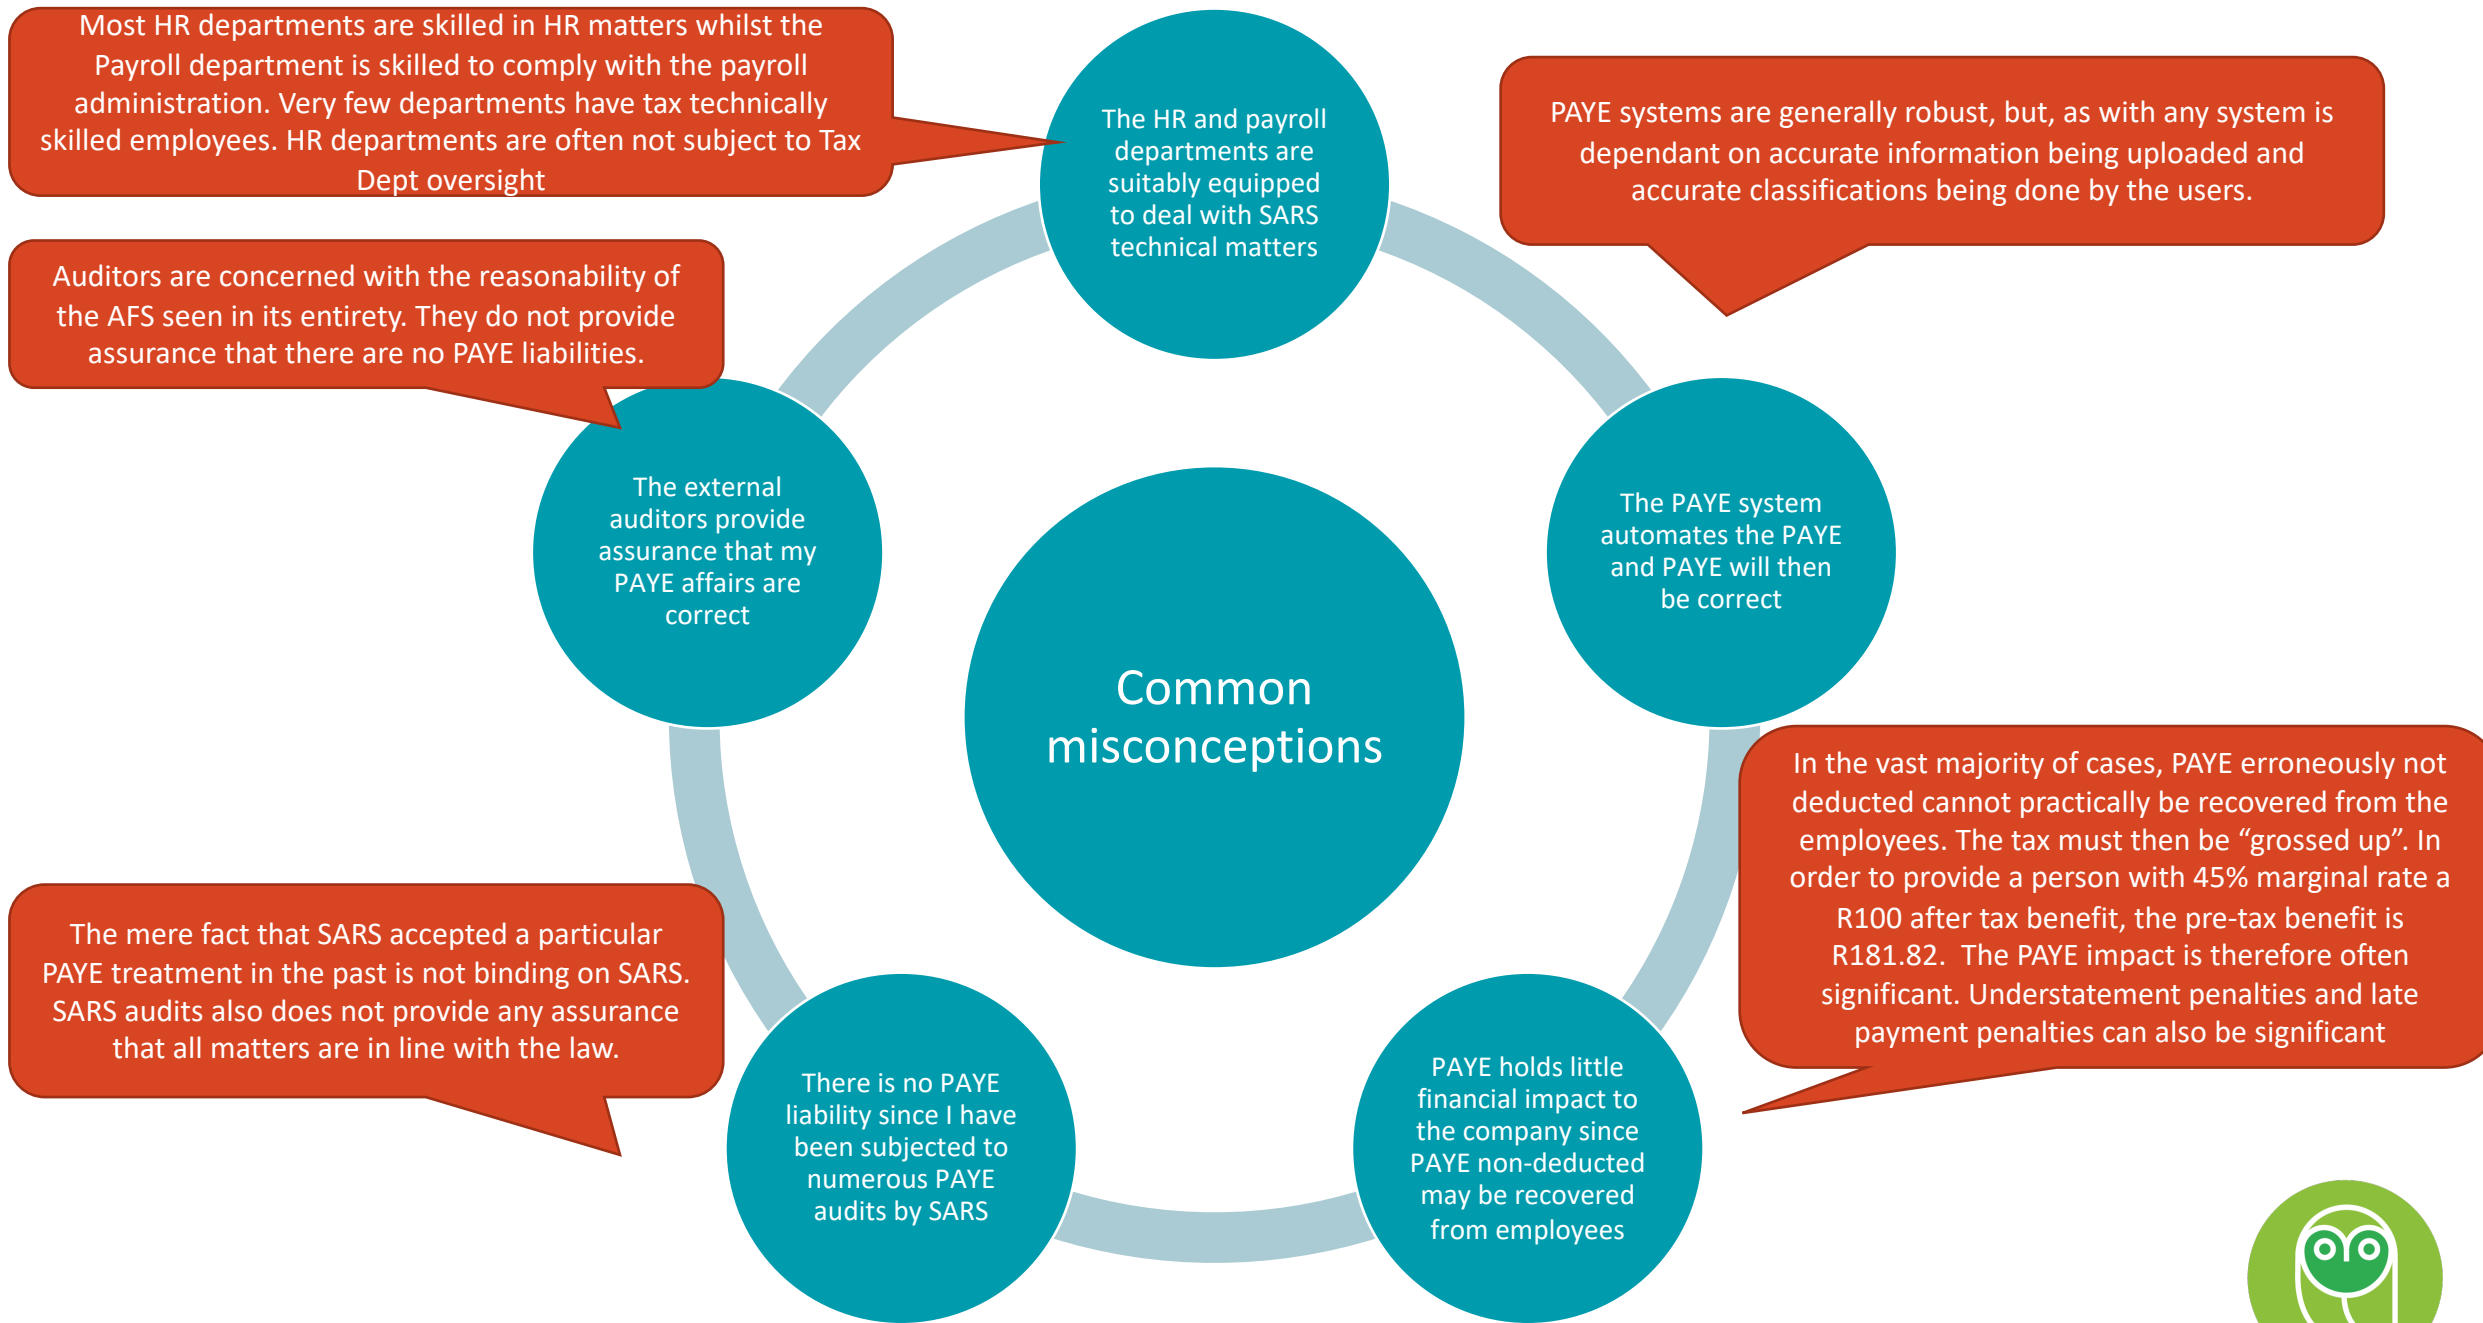 Most HR departments are skilled in HR matters whilst the
Payroll department is skilled to comply with the payroll
administration. Very few departments have tax technically
skilled employees. HR departments are often not subject to Tax
Dept oversight
The HR and payroll
departments are
suitably equipped
to deal with SARS
technical matters
PAYE systems are generally robust, but, as with any system is
dependant on accurate information being uploaded and
accurate classifications being done by the users.
Auditors are concerned with the reasonability of
the AFS seen in its entirety. They do not provide
assurance that there are no PAYE liabilities.
The external
auditors provide
assurance that my
PAYE affairs are
correct
The PAYE system
automates the PAYE
and PAYE will then
be correct
Common
misconceptions
In the vast majority of cases, PAYE erroneously not
deducted cannot practically be recovered from the
employees. The tax must then be “grossed up”. In
order to provide a person with 45% marginal rate a
R100 after tax benefit, the pre-tax benefit is
R181.82.  The PAYE impact is therefore often
significant. Understatement penalties and late
payment penalties can also be significant
The mere fact that SARS accepted a particular
PAYE treatment in the past is not binding on SARS.
SARS audits also does not provide any assurance
that all matters are in line with the law.
There is no PAYE
liability since I have
been subjected to
numerous PAYE
audits by SARS
PAYE holds little
financial impact to
the company since
PAYE non-deducted
may be recovered
from employees